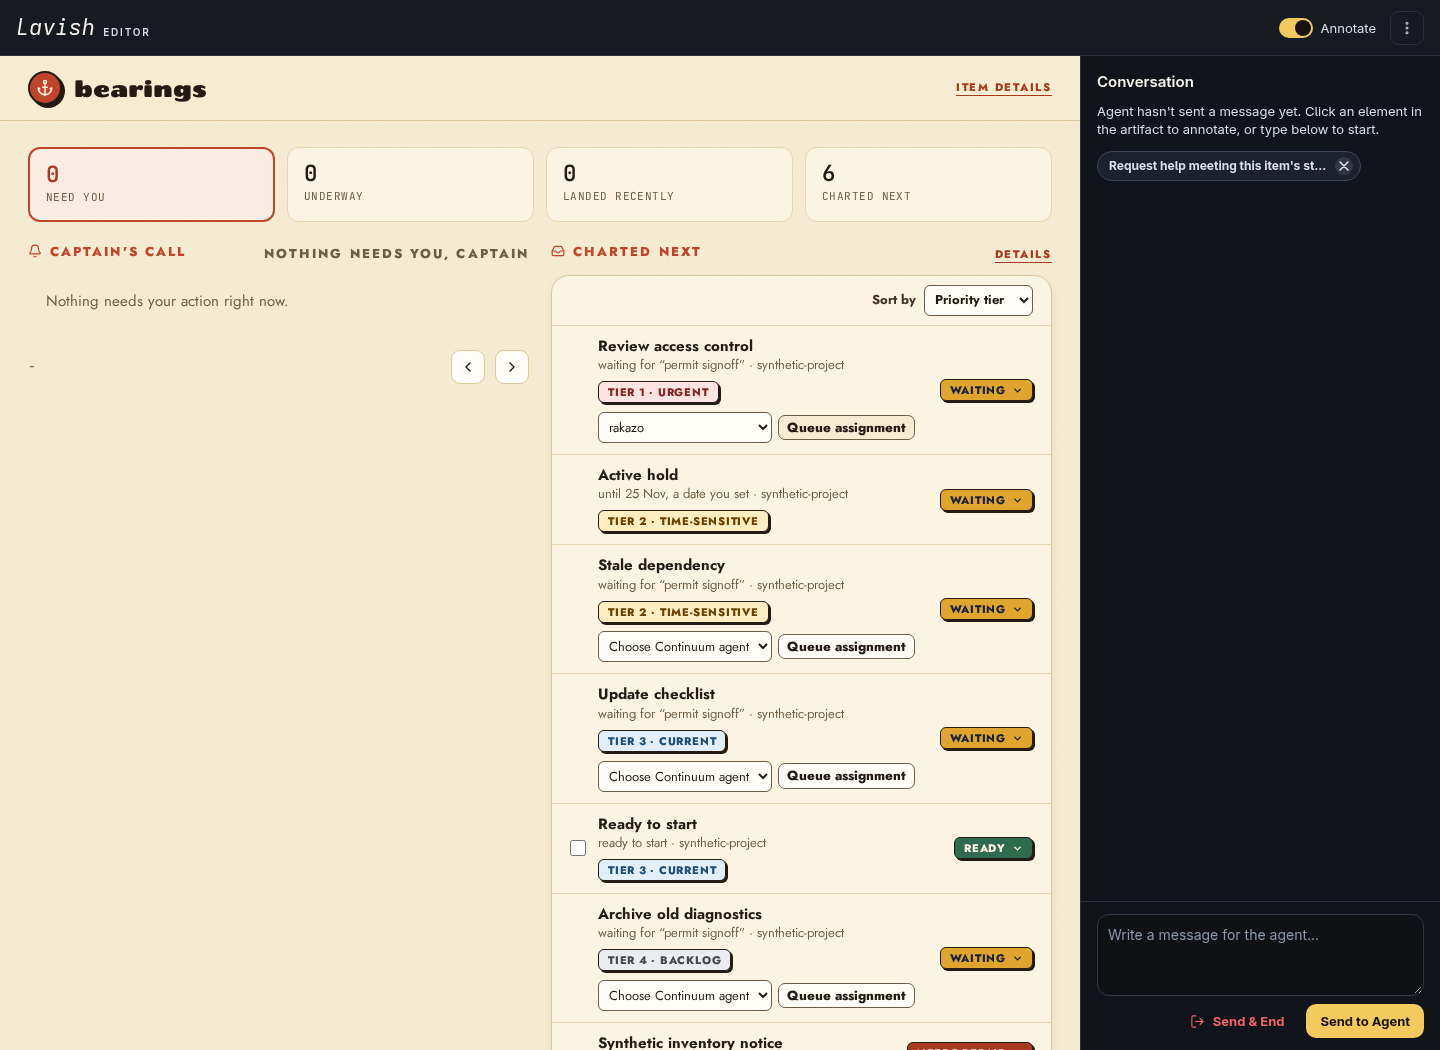 Lavish EDITOR
Annotate
bearings
ITEM DETAILS
0
NEED YOU
0
UNDERWAY
0
LANDED RECENTLY
6
CHARTED NEXT
CAPTAIN'S CALL
NOTHING NEEDS YOU, CAPTAIN
Nothing needs your action right now.
-
CHARTED NEXT
DETAILS
Sort by
Priority tier
Review access control
waiting for “permit signoff” · synthetic-project
TIER 1 · URGENT
WAITING
rakazo
Queue assignment
Active hold
until 25 Nov, a date you set · synthetic-project
TIER 2 · TIME-SENSITIVE
WAITING
Stale dependency
waiting for “permit signoff” · synthetic-project
TIER 2 · TIME-SENSITIVE
WAITING
Choose Continuum agent
Queue assignment
Update checklist
waiting for “permit signoff” · synthetic-project
TIER 3 · CURRENT
WAITING
Choose Continuum agent
Queue assignment
Ready to start
ready to start · synthetic-project
TIER 3 · CURRENT
READY
Archive old diagnostics
waiting for “permit signoff” · synthetic-project
TIER 4 · BACKLOG
WAITING
Choose Continuum agent
Queue assignment
Synthetic inventory notice
Conversation
Agent hasn't sent a message yet. Click an element in
the artifact to annotate, or type below to start.
Request help meeting this item's st...
Write a message for the agent...
Send & End
Send to Agent